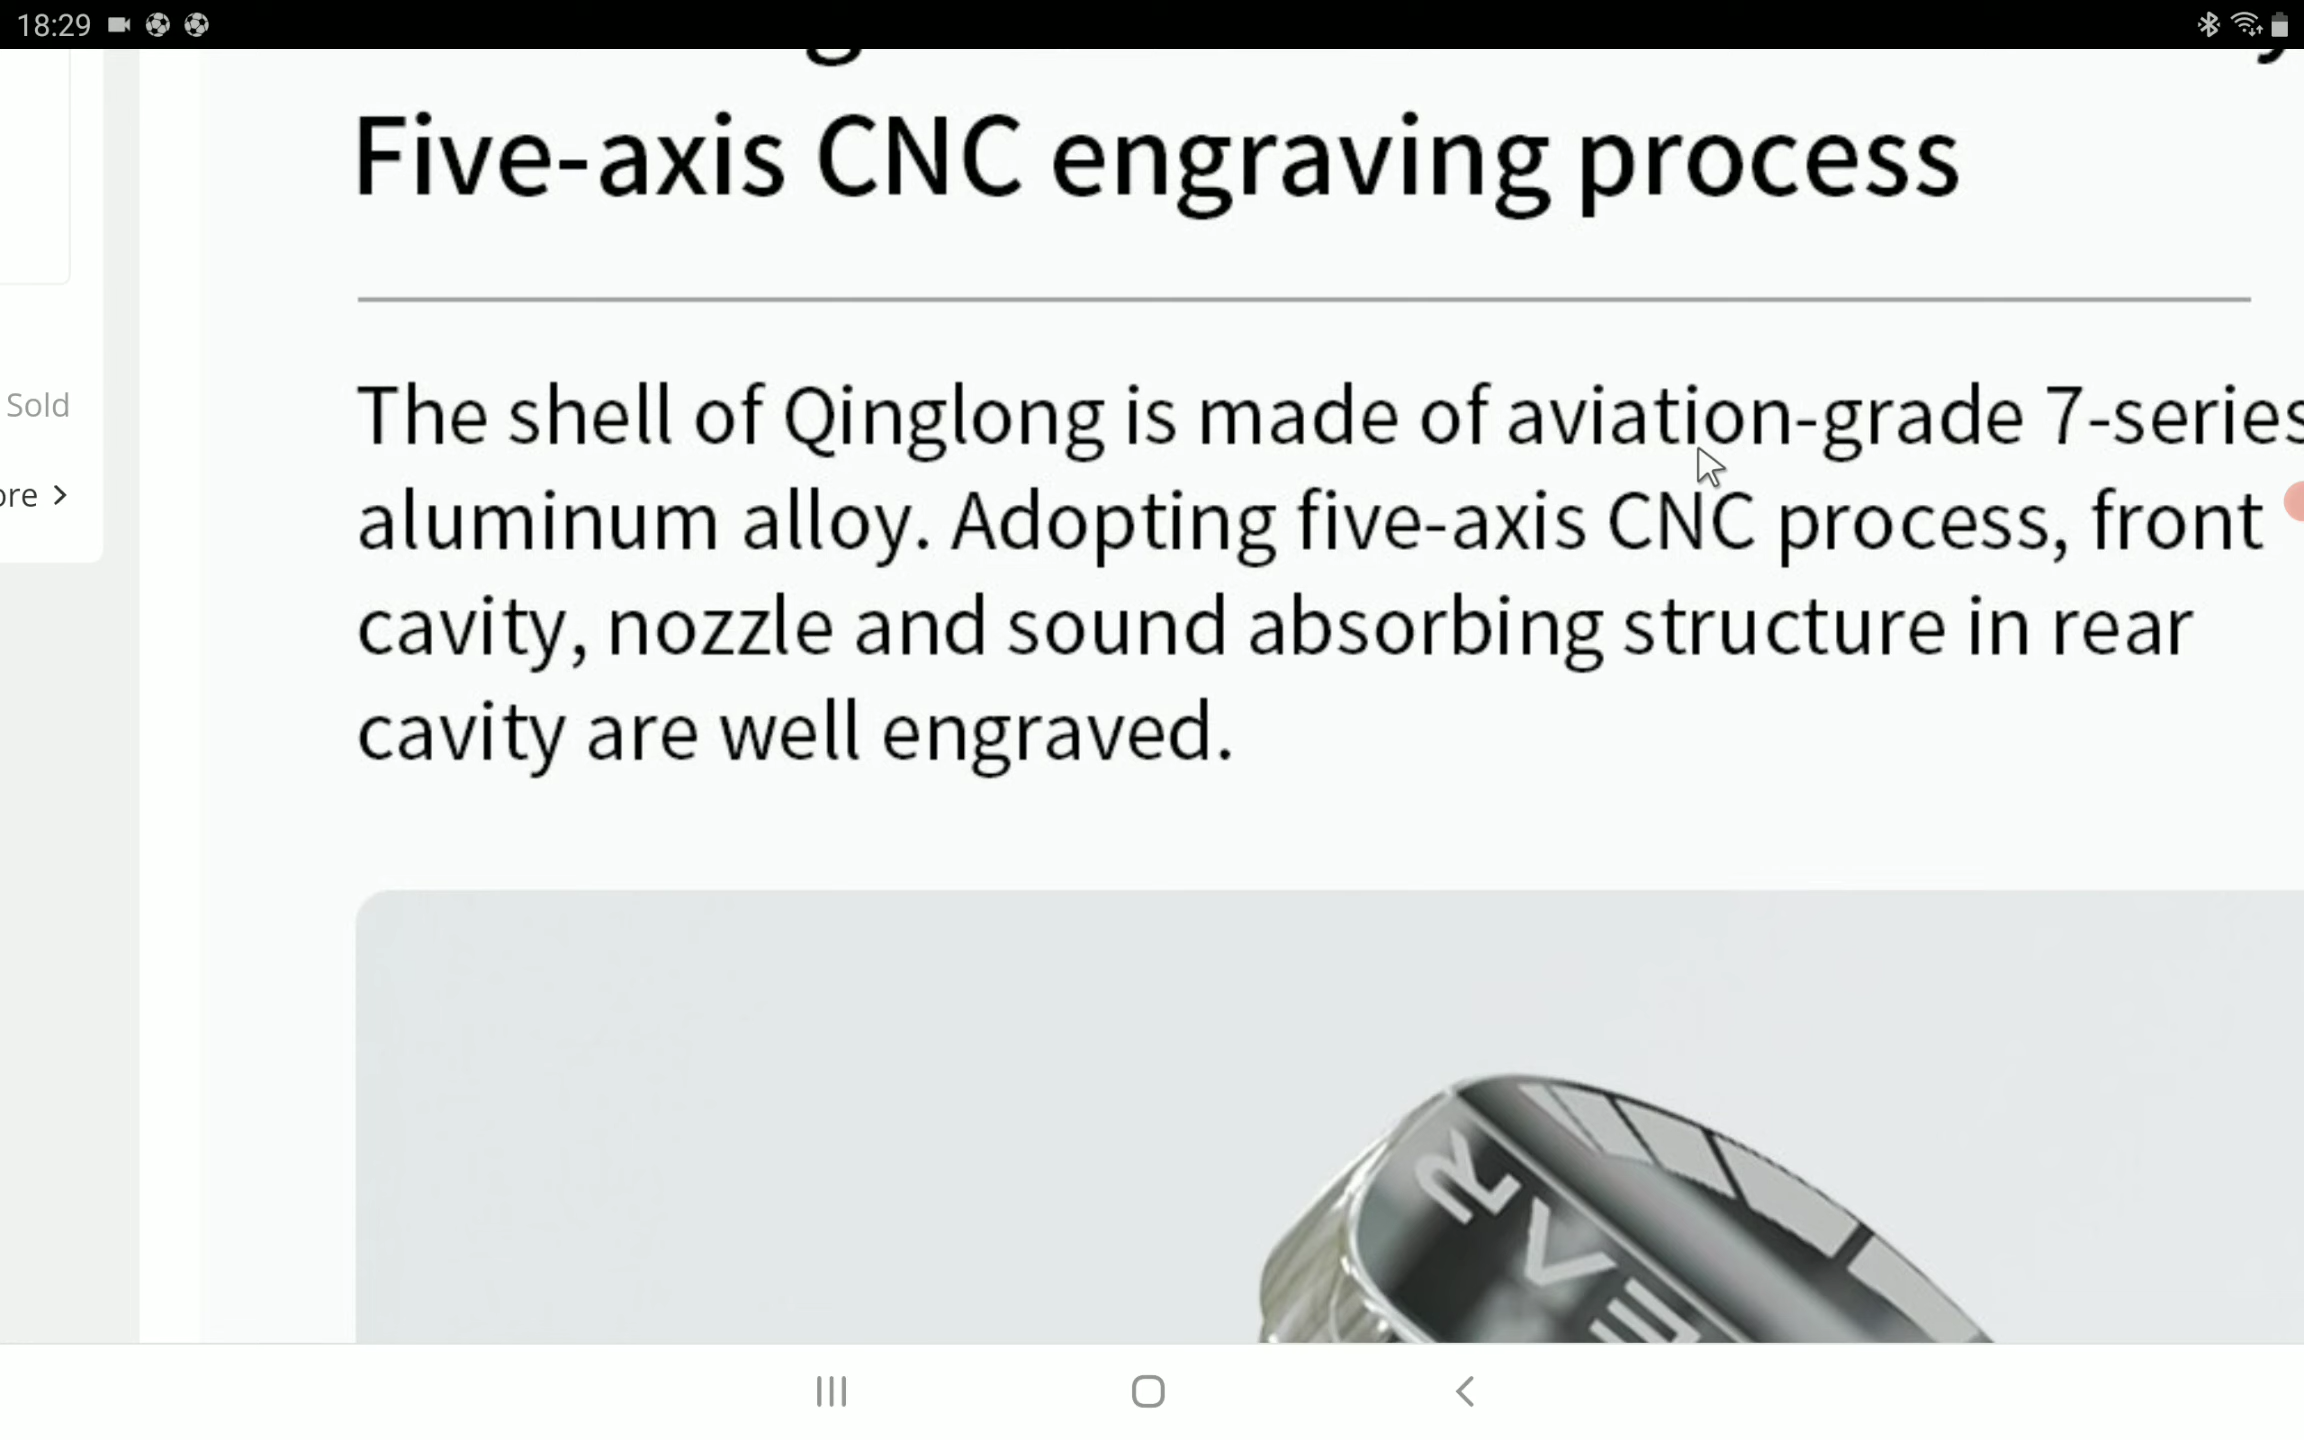 18:29
Five-axis CNC engraving process
Sold
ore >
The shell of Qinglong is made of aviation-grade 7-series
aluminum alloy. Adopting five-axis CNC process, front
cavity, nozzle and sound absorbing structure in rear
cavity are well engraved.